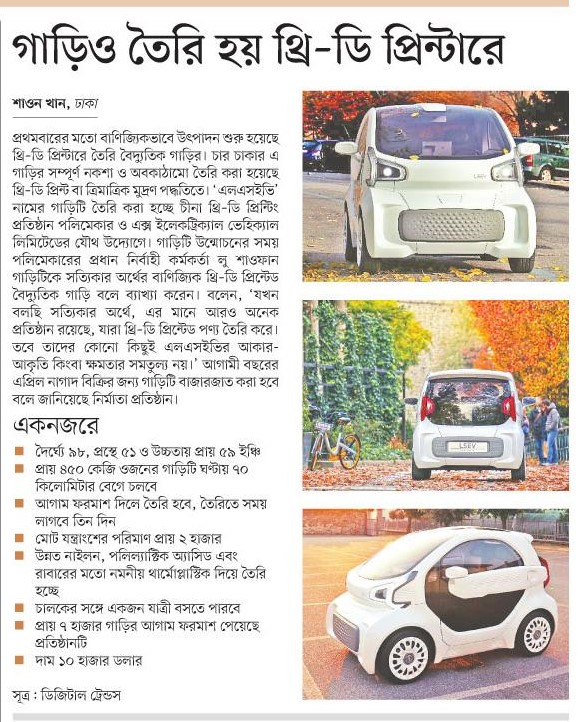 গাড়িও তৈরি হয় থ্রি-ডি প্রিন্টারে
শাওন খান, ঢাকা
প্রথমবারের মতো বাণিজ্যিকভাবে উৎপাদন শুরু হয়েছে
থ্রি-ডি প্রিন্টারে তৈরি বৈদ্যুতিক গাড়ির। চার চাকার এ
গাড়ির সম্পূর্ণ নকশা ও অবকাঠামো তৈরি করা হয়েছে
থ্রি-ডি প্রিন্ট বা ত্রিমাত্রিক মুদ্রণ পদ্ধতিতে। ‘এলএসইভি’
নামের গাড়িটি তৈরি করা হচ্ছে চীনা থ্রি-ডি প্রিন্টিং
প্রতিষ্ঠান পলিমেকার ও এক্স ইলেকট্রিক্যাল ভেহিক্যাল
লিমিটেডের যৌথ উদ্যোগে। গাড়িটি উন্মোচনের সময়
পলিমেকারের প্রধান নির্বাহী কর্মকর্তা লু শাওফান
গাড়িটিকে সত্যিকার অর্থের বাণিজ্যিক থ্রি-ডি প্রিন্টেড
বৈদ্যুতিক গাড়ি বলে ব্যাখ্যা করেন। বলেন, ‘যখন
বলছি সত্যিকার অর্থে, এর মানে আরও অনেক
প্রতিষ্ঠান রয়েছে, যারা থ্রি-ডি প্রিন্টেড পণ্য তৈরি করে।
তবে তাদের কোনো কিছুই এলএসইভির আকার-
আকৃতি কিংবা ক্ষমতার সমতুল্য নয়।’ আগামী বছরের
এপ্রিল নাগাদ বিক্রির জন্য গাড়িটি বাজারজাত করা হবে
বলে জানিয়েছে নির্মাতা প্রতিষ্ঠান।
একনজরে
দৈর্ঘ্যে ৯৮, প্রস্থে ৫১ ও উচ্চতায় প্রায় ৫৯ ইঞ্চি
প্রায় ৪৫০ কেজি ওজনের গাড়িটি ঘণ্টায় ৭০
কিলোমিটার বেগে চলবে
আগাম ফরমাশ দিলে তৈরি হবে, তৈরিতে সময়
লাগবে তিন দিন
মোট যন্ত্রাংশের পরিমাণ প্রায় ২ হাজার
উন্নত নাইলন, পলিল্যাক্টিক অ্যাসিড এবং
রাবারের মতো নমনীয় থার্মোপ্লাস্টিক দিয়ে তৈরি
হচ্ছে
চালকের সঙ্গে একজন যাত্রী বসতে পারবে
প্রায় ৭ হাজার গাড়ির আগাম ফরমাশ পেয়েছে
প্রতিষ্ঠানটি
দাম ১০ হাজার ডলার
সূত্র : ডিজিটাল ট্রেন্ডস
LSEV